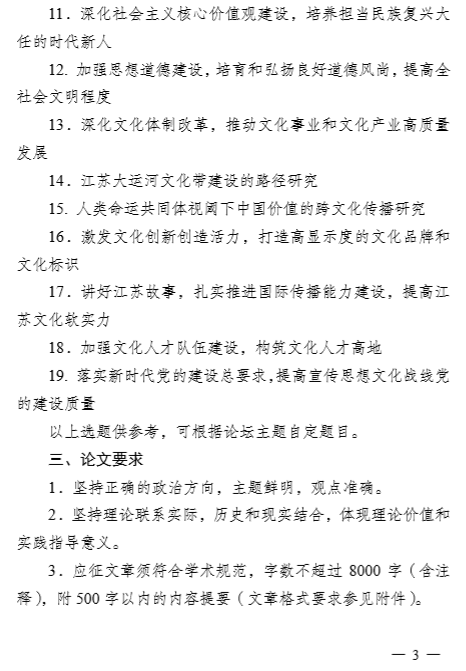 11．深化社会主义核心价值观建设，培养担当民族复兴大
任的时代新人
12. 加强思想道德建设，培育和弘扬良好道德风尚，提高全
社会文明程度
13．深化文化体制改革，推动文化事业和文化产业高质量
发展
14．江苏大运河文化带建设的路径研究
15. 人类命运共同体视阈下中国价值的跨文化传播研究
16．激发文化创新创造活力，打造高显示度的文化品牌和
文化标识
17．讲好江苏故事，扎实推进国际传播能力建设，提高江
苏文化软实力
18．加强文化人才队伍建设，构筑文化人才高地
19. 落实新时代党的建设总要求，提高宣传思想文化战线党
的建设质量
以上选题供参考，可根据论坛主题自定题目。
三、论文要求
1．坚持正确的政治方向，主题鲜明，观点准确。
2．坚持理论联系实际，历史和现实结合，体现理论价值和
实践指导意义。
3．应征文章须符合学术规范，字数不超过 8000 字（含注
释），附 500 字以内的内容提要（文章格式要求参见附件）。
— 3 —